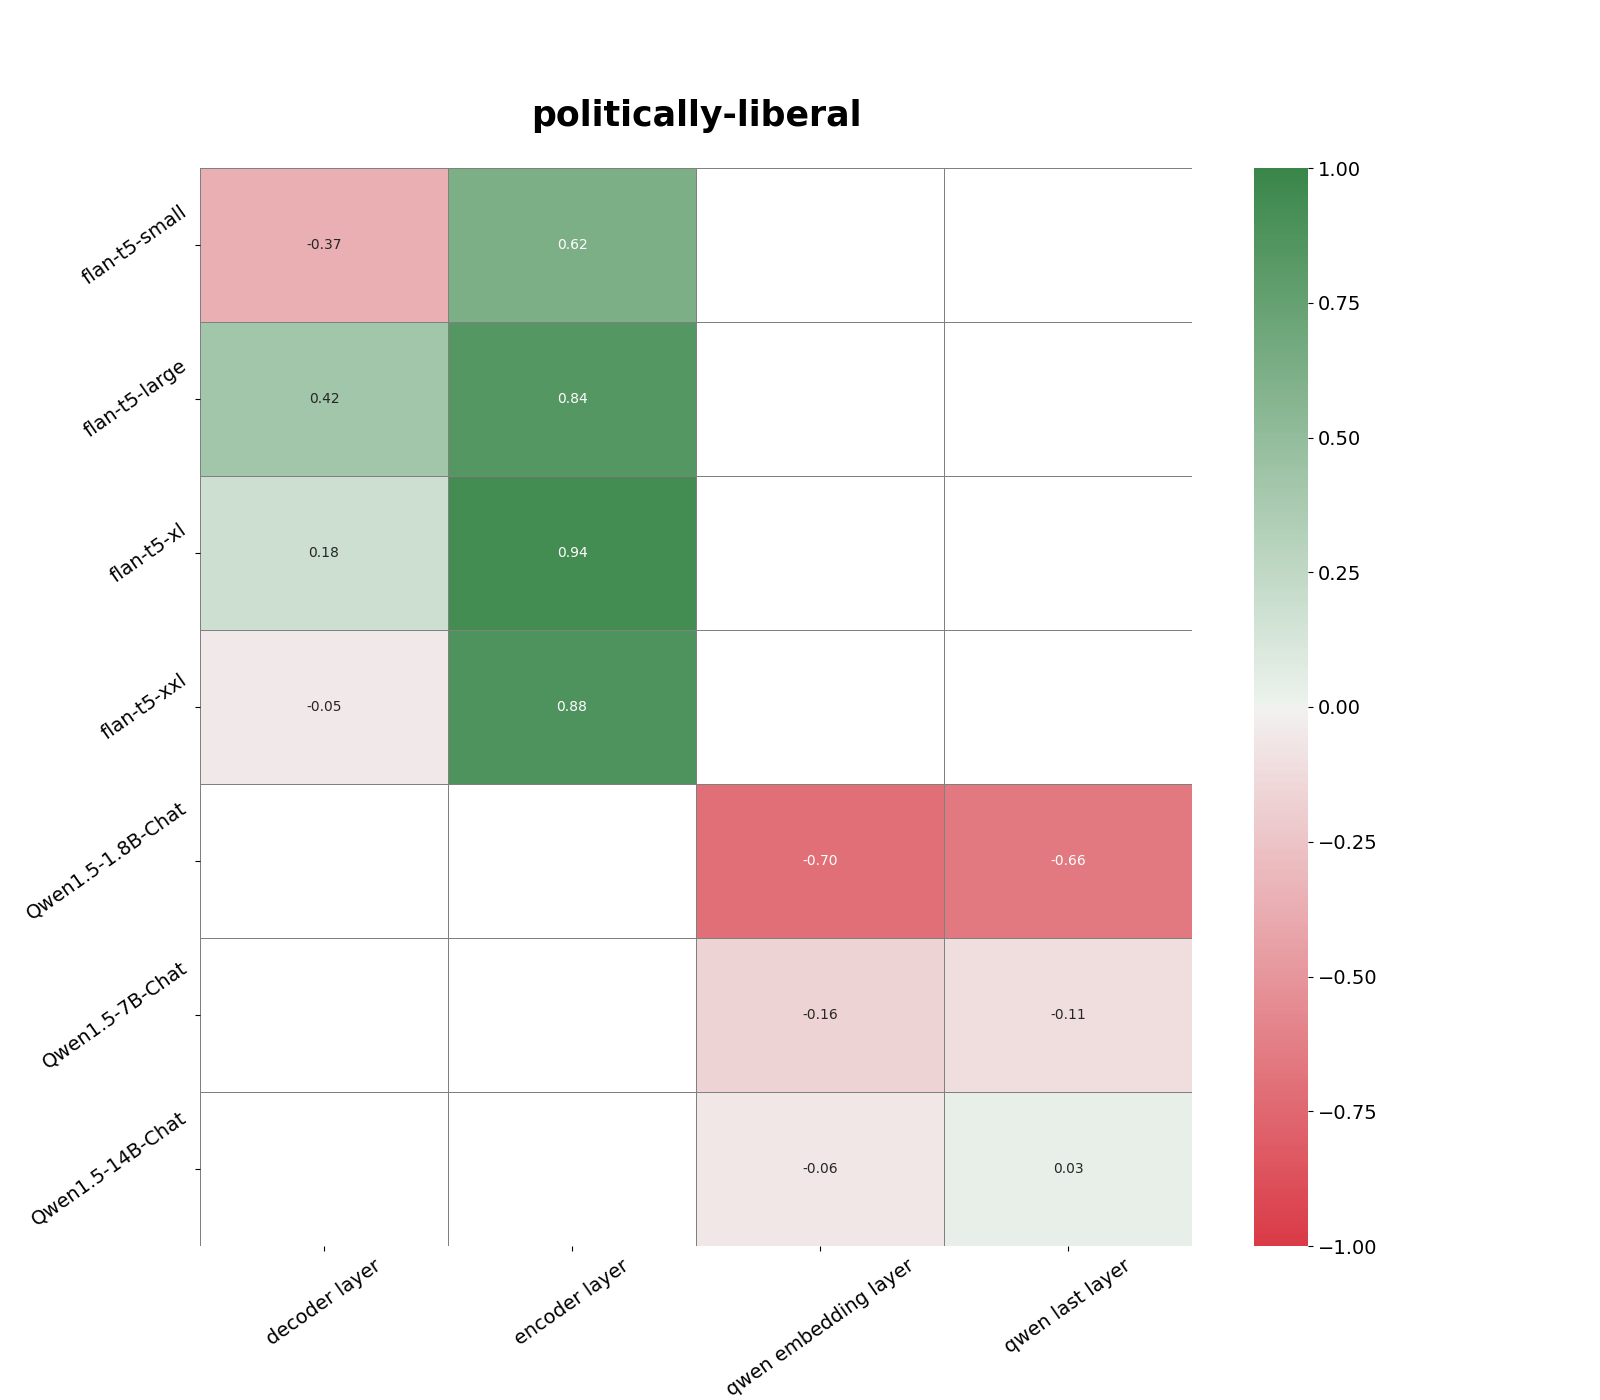 politically-liberal
flan-t5-small
-0.37
0.62
1.00
0.75
flan-t5-large
0.42
0.84
0.50
flan-t5-xl
0.18
0.94
0.25
flan-t5-xxl
-0.05
0.88
0.00
Qwen1.5-1.8B-Chat
-0.70
-0.66
−0.25
−0.50
Qwen1.5-7B-Chat
-0.16
-0.11
−0.75
Qwen1.5-14B-Chat
-0.06
0.03
−1.00
decoder layer
encoder layer
qwen embedding layer
qwen last layer